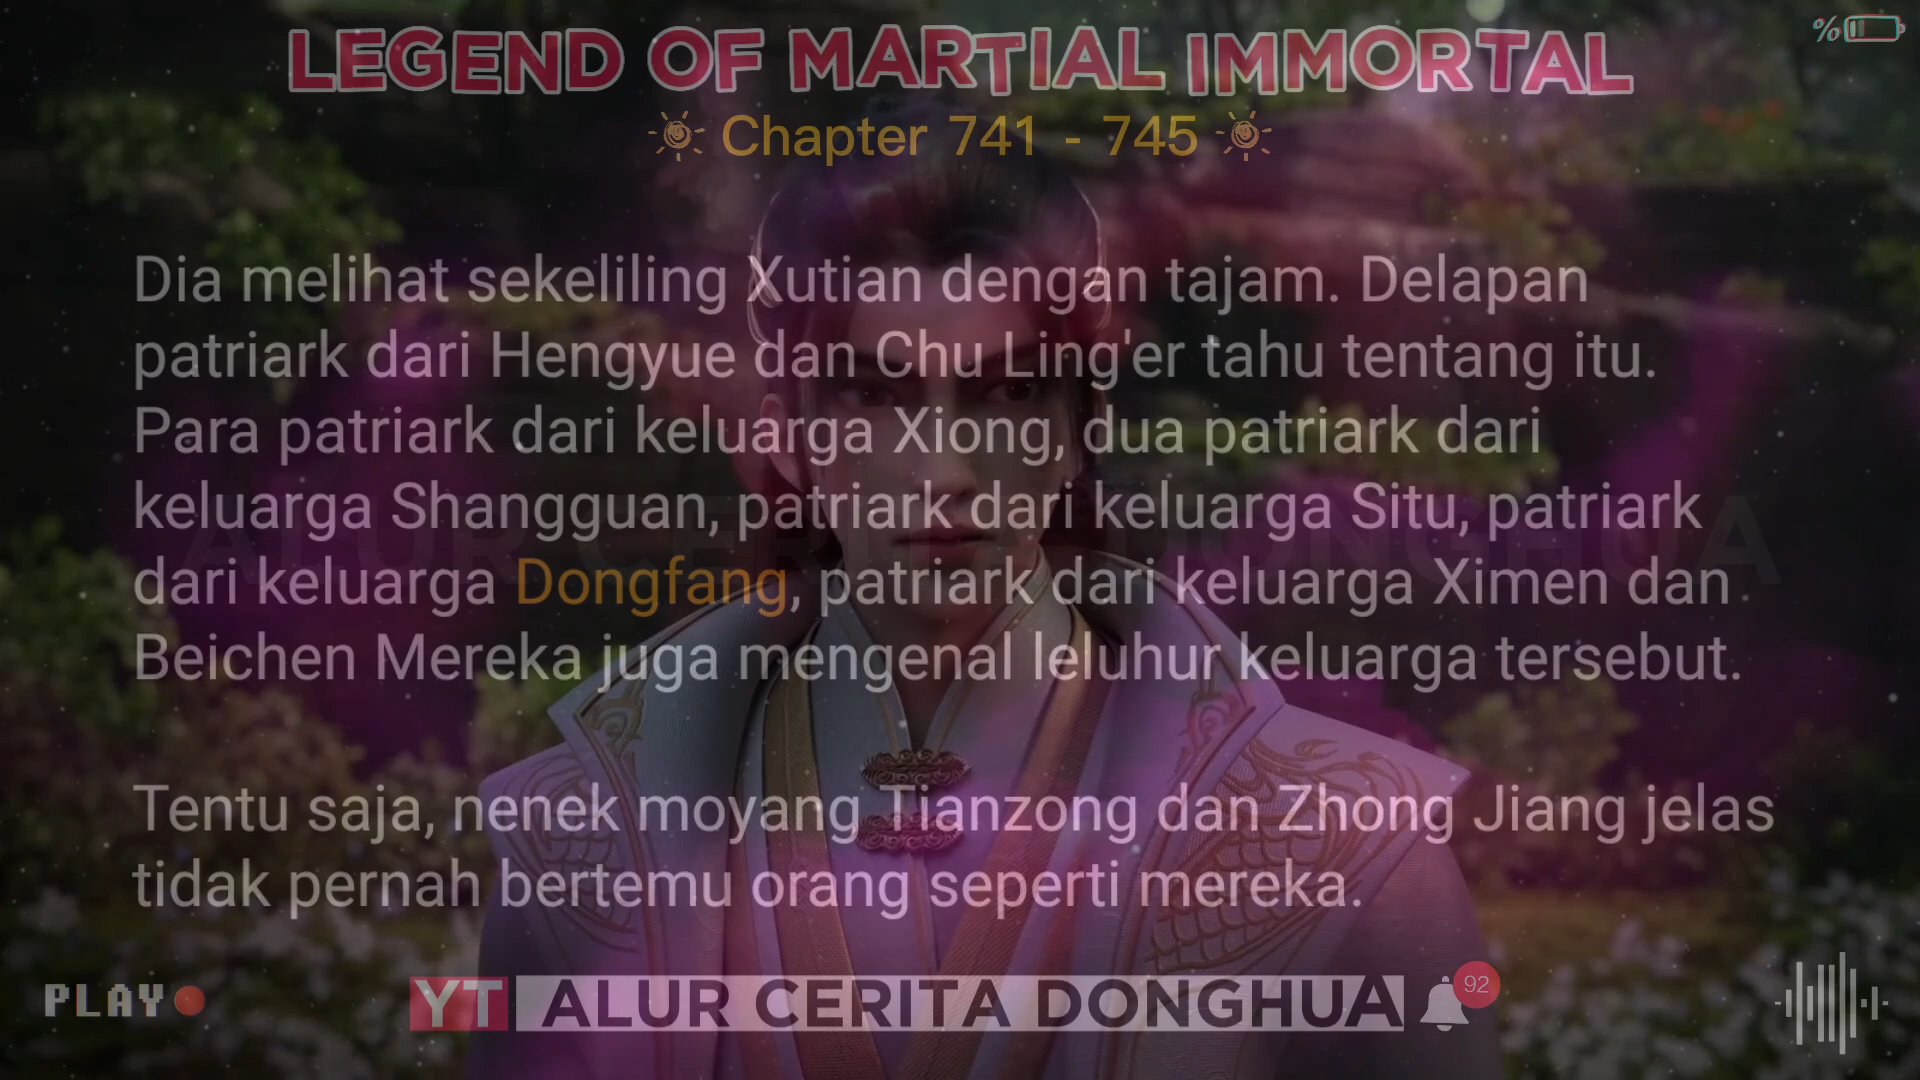 LEGEND OF MARTIAL IMMORTAL
%
Chapter 741 - 745
Dia melihat sekeliling Xutian dengan tajam. Delapan
patriark dari Hengyue dan Chu Ling'er tahu tentang itu.
Para patriark dari keluarga Xiong, dua patriark dari
keluarga Shangguan, patriark dari keluarga Situ, patriark
dari keluarga Dongfang, patriark dari keluarga Ximen dan
Beichen Mereka juga mengenal leluhur keluarga tersebut.
ALUR CERITA DONGHUA
Tentu saja, nenek moyang Tianzong dan Zhong Jiang jelas
tidak pernah bertemu orang seperti mereka.
PLAY
YT ALUR CERITA DONGHUA
92